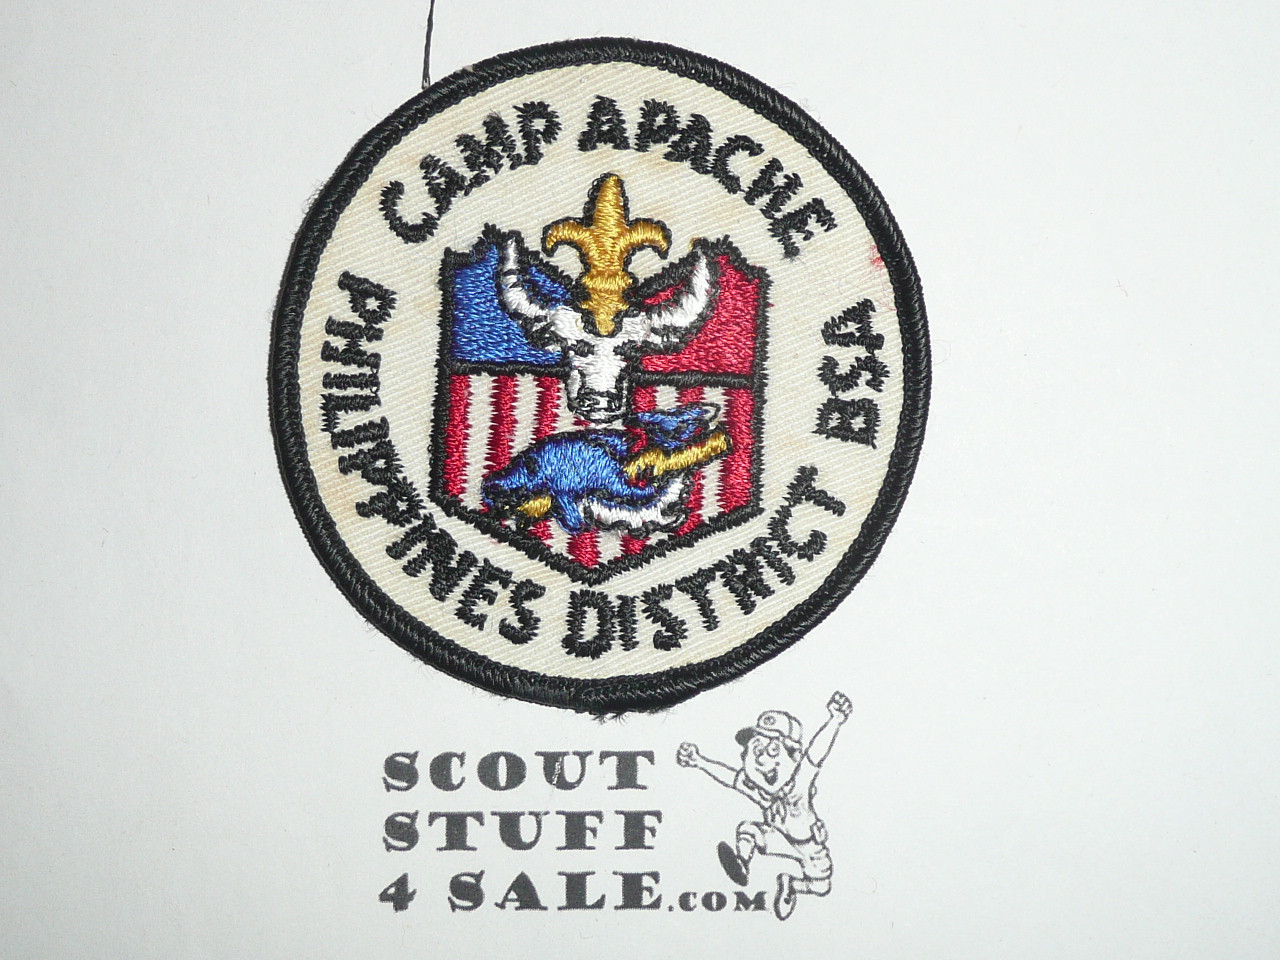 CAMP APACHE
PHILIPPINES DISTRICT BSA
SCOUT
STUFF
4 SALE.COM